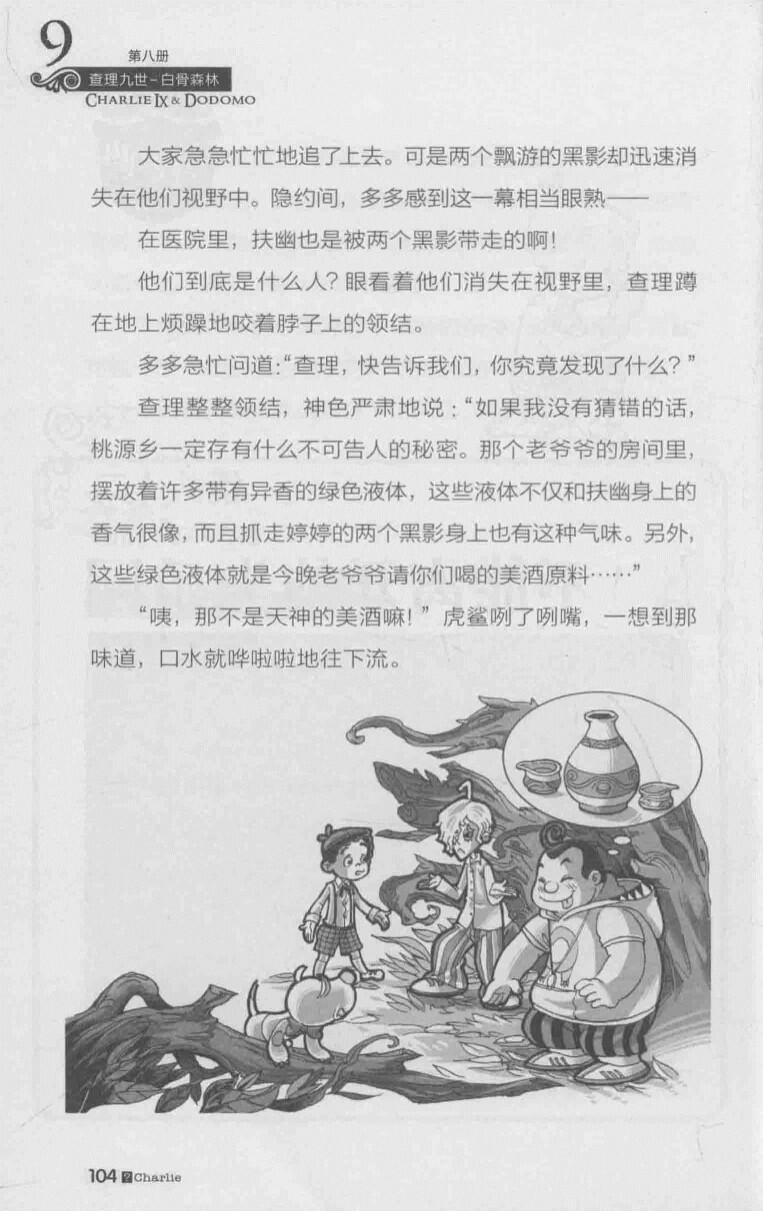 9
第八册
查理九世-白骨森林
CHARLIE IX & DODOMO
大家急急忙忙地追了上去。可是两个飘游的黑影却迅速消
失在他们视野中。隐约间，多多感到这一幕相当眼熟——
在医院里，扶幽也是被两个黑影带走的啊！
他们到底是什么人？眼看着他们消失在视野里，查理蹲
在地上烦躁地咬着脖子上的领结。
多多急忙问道：“查理，快告诉我们，你究竟发现了什么？”
查理整整领结，神色严肃地说：“如果我没有猜错的话，
桃源乡一定存有什么不可告人的秘密。那个老爷爷的房间里，
摆放着许多带有异香的绿色液体，这些液体不仅和扶幽身上的
香气很像，而且抓走婷婷的两个黑影身上也有这种气味。另外，
这些绿色液体就是今晚老爷爷请你们喝的美酒原料……”
“咦，那不是天神的美酒嘛！”虎鲨咧了咧嘴，一想到那
味道，口水就哗啦啦地往下流。
104 9 Charlie